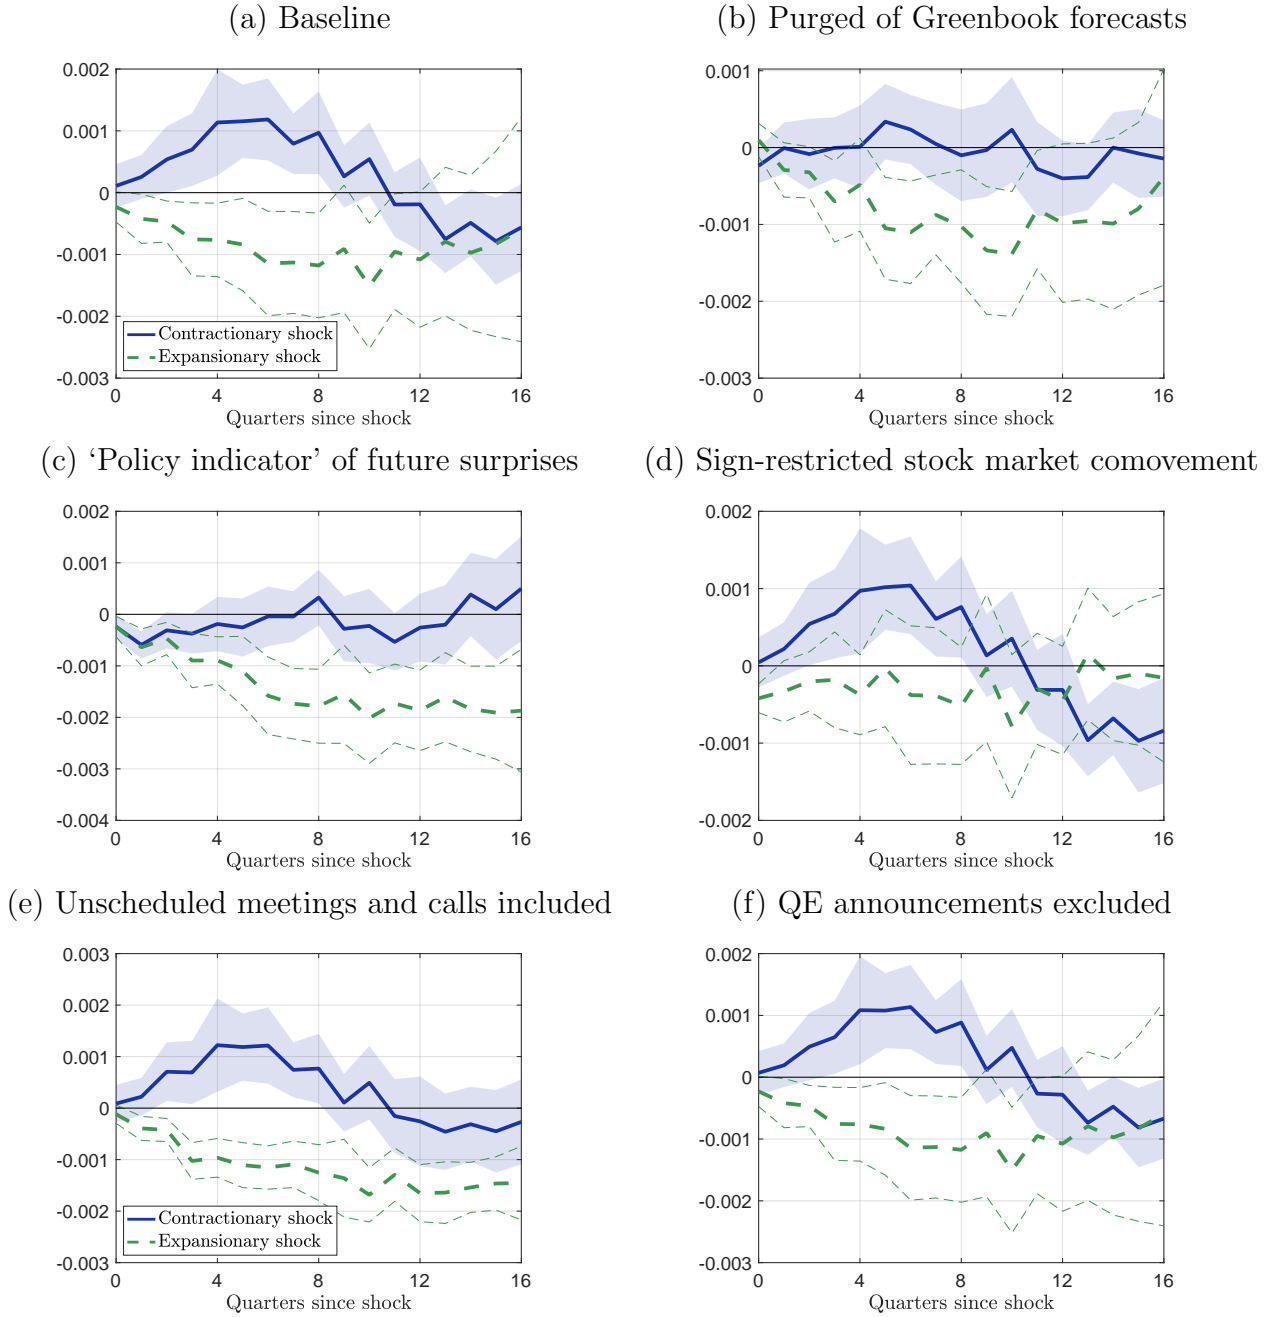 (a) Baseline
0.002
0.001
0
-0.001
-0.002
-0.003
Contractionary shock
Expansionary shock
0 4 8 12 16
Quarters since shock
(b) Purged of Greenbook forecasts
0.001
0
-0.001
-0.002
-0.003
0 4 8 12 16
Quarters since shock
(c) ‘Policy indicator’ of future surprises
0.002
0.001
0
-0.001
-0.002
-0.003
-0.004
0 4 8 12 16
Quarters since shock
(d) Sign-restricted stock market comovement
0.002
0.001
0
-0.001
-0.002
0 4 8 12 16
Quarters since shock
(e) Unscheduled meetings and calls included
0.003
0.002
0.001
0
-0.001
-0.002
-0.003
Contractionary shock
Expansionary shock
0 4 8 12 16
Quarters since shock
(f) QE announcements excluded
0.002
0.001
0
-0.001
-0.002
-0.003
0 4 8 12 16
Quarters since shock